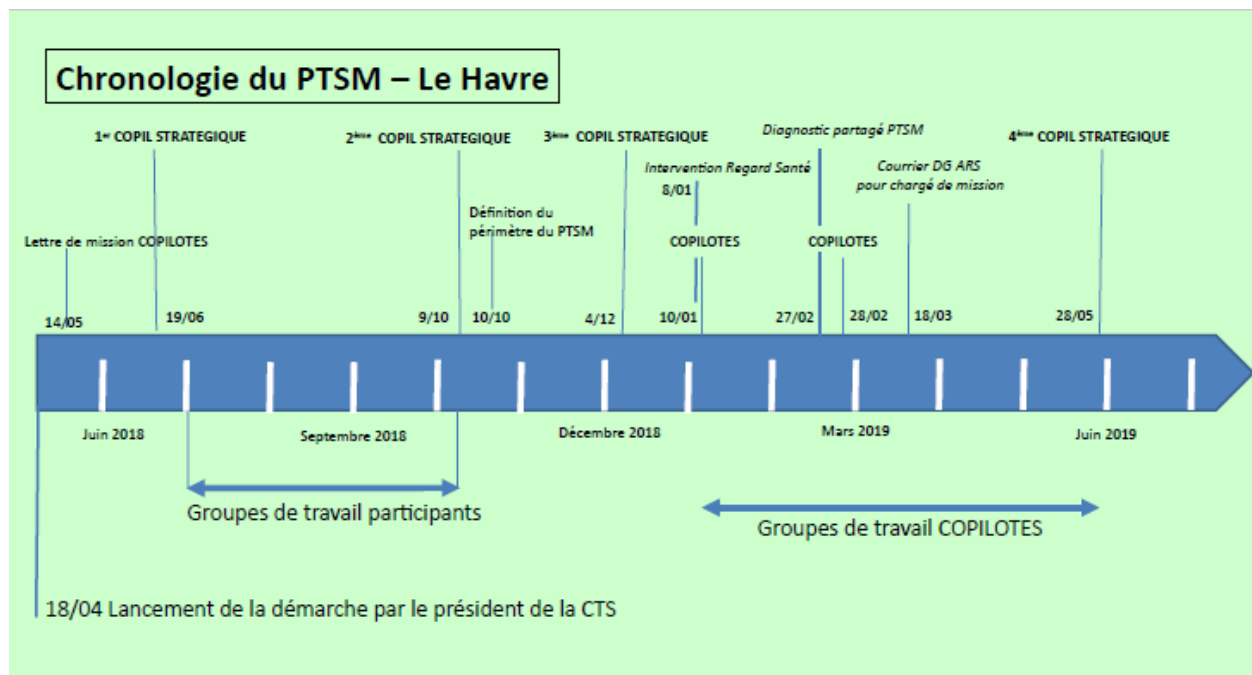 Chronologie du PTSM – Le Havre
1er COPIL STRATEGIQUE
2ème COPIL STRATEGIQUE
3ème COPIL STRATEGIQUE
Diagnostic partagé PTSM
4ème COPIL STRATEGIQUE
Intervention Regard Santé
8/01
Courrier DG ARS
pour chargé de mission
Définition du
périmètre du PTSM
Lettre de mission COPILOTES
COPILOTES
COPILOTES
14/05
19/06
9/10
10/10
4/12
10/01
27/02
28/02
18/03
28/05
Juin 2018
Septembre 2018
Décembre 2018
Mars 2019
Juin 2019
Groupes de travail participants
Groupes de travail COPILOTES
18/04 Lancement de la démarche par le président de la CTS